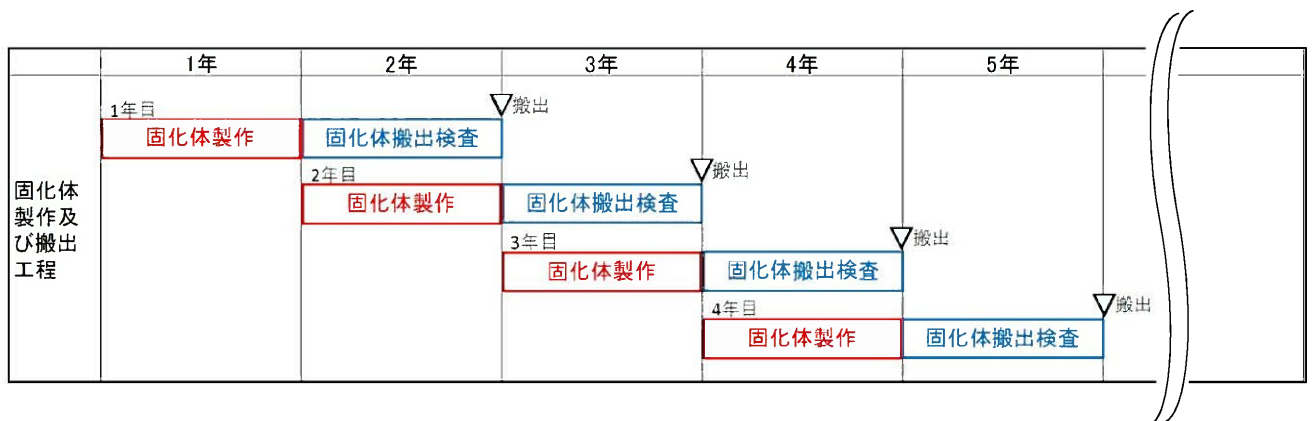 1年 2年 3年 4年 5年
搬出
1年目
固化体製作 固化体搬出検査
搬出
2年目
固化体製作 固化体搬出検査
固化体
製作及
び搬出
工程
搬出
3年目
固化体製作 固化体搬出検査
搬出
4年目
固化体製作 固化体搬出検査